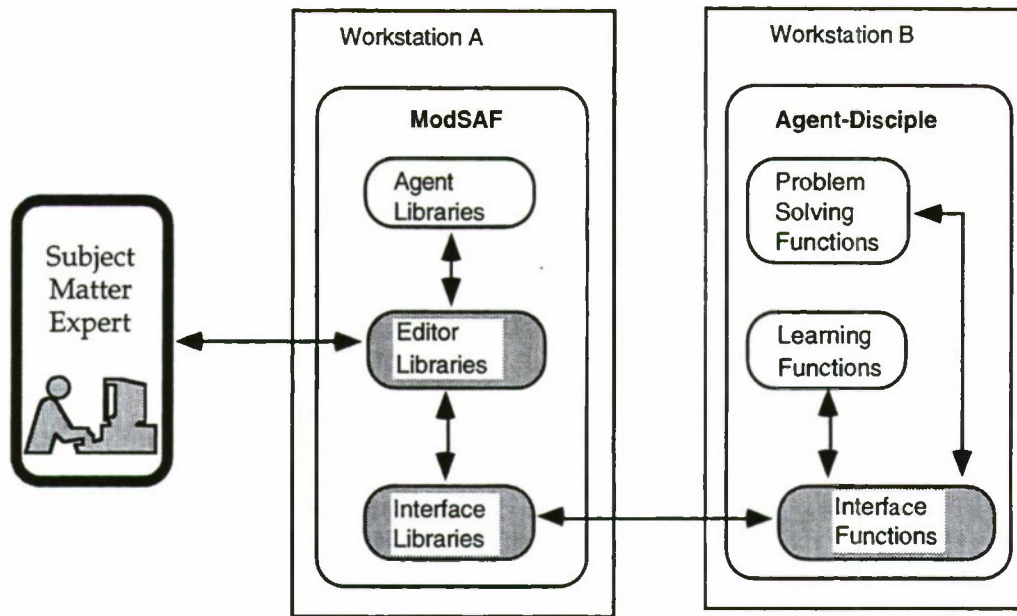 Workstation A
Workstation B
ModSAF
Agent-Disciple
Agent
Libraries
Problem
Solving
Functions
Subject
Matter
Expert
Editor
Libraries
Learning
Functions
Interface
Libraries
Interface
Functions